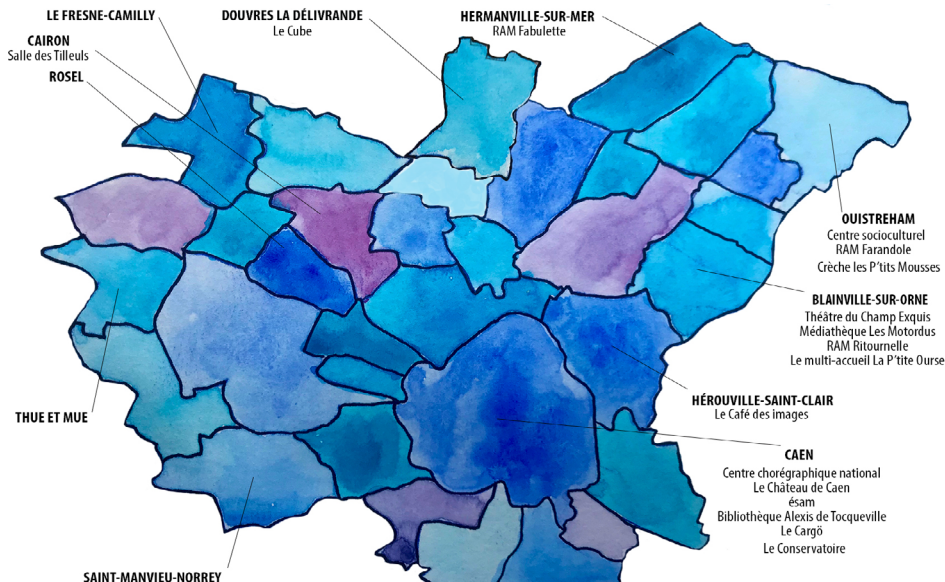 LE FRESNE-CAMILLY
CAIRON
Salle des Tilleuls
ROSEL
DOUVRES LA DÉLIVRANDE
Le Cube
HERMANVILLE-SUR-MER
RAM Fabulette
OUISTREHAM
Centre socioculturel
RAM Farandole
Crèche les P'tits Mousses
BLAINVILLE-SUR-ORNE
Théâtre du Champ Exquis
Médiathèque Les Motordus
RAM Ritournelle
Le multi-accueil La P'tite Ourse
THUE ET MUE
HÉROUVILLE-SAINT-CLAIR
Le Café des images
CAEN
Centre chorégraphique national
Le Château de Caen
ésam
Bibliothèque Alexis de Tocqueville
Le Cargö
Le Conservatoire
SAINT-MANVIEU-NORREY